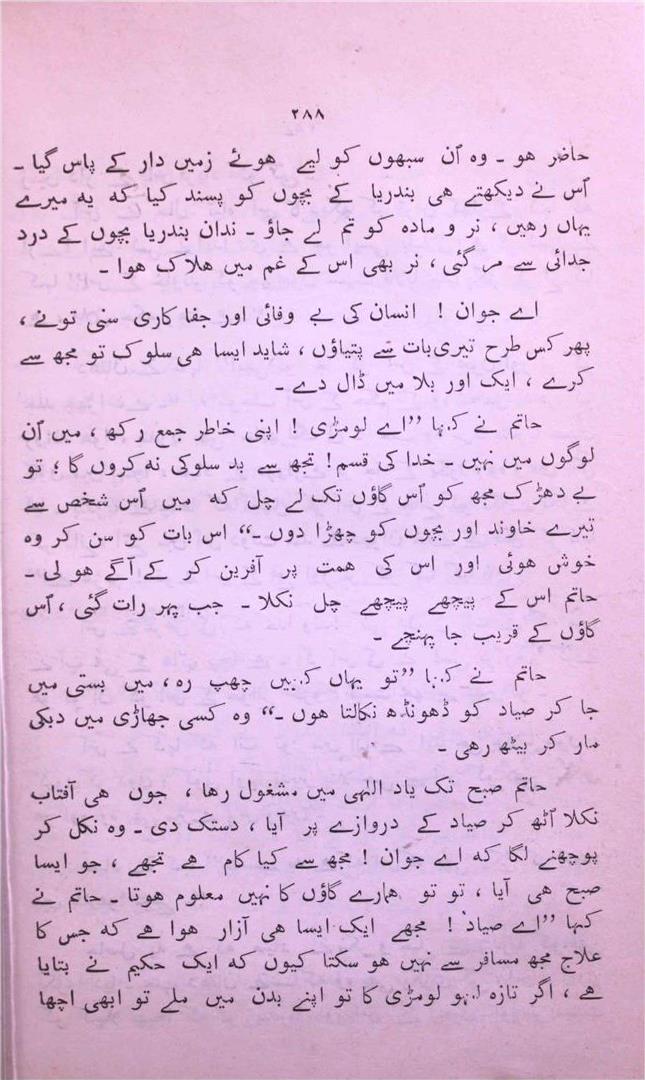 ۲۸۸
حاضر ہو ۔ وہ اُن سبھوں کو لیے ہوئے زمیں دار کے پاس گیا ۔
اُس نے دیکھتے ہی بندریا کے بچوں کو پسند کیا کہ یہ میرے
یہاں رہیں ، نر و مادہ کو تم لے جاؤ ۔ ندان بندریا بچوں کے درد
جدائی سے مر گئی ، نر بھی اس کے غم میں ہلاک ہوا ۔
اے جوان ! انسان کی بے وفائی اور جفا کاری سنی تو نے ،
پھر کس طرح تیری بات سے پتیاؤں ، شاید ایسا ہی سلوک تو مجھ سے
کرے ، ایک اور بلا میں ڈال دے ۔
حاتم نے کہا ”اے لومڑی ! اپنی خاطر جمع رکھ ، میں اُن
لوگوں میں نہیں ۔ خدا کی قسم ! تجھ سے بد سلوکی نہ کروں گا ؛ تو
بے دھڑک مجھ کو اُس گاؤں تک لے چل کہ میں اُس شخص سے
تیرے خاوند اور بچوں کو چھڑا دوں ۔“ اس بات کو سن کر وہ
خوش ہوئی اور اس کی ہمت پر آفرین کر کے آگے ہو لی ۔
حاتم اس کے پیچھے پیچھے چل نکلا ۔ جب پہر رات گئی ، اُس
گاؤں کے قریب جا پہنچے ۔
حاتم نے کہا ”تو یہاں کہیں چھپ رہ ، میں بستی میں
جا کر صیاد کو ڈھونڈھ نکالتا ہوں ۔“ وہ کسی جھاڑی میں دبکی
مار کر بیٹھ رہی ۔
حاتم صبح تک یاد الٰہی میں مشغول رہا ، جوں ہی آفتاب
نکلا اُٹھ کر صیاد کے دروازے پر آیا ، دستک دی ۔ وہ نکل کر
پوچھنے لگا کہ اے جوان ! مجھ سے کیا کام ہے تجھے ، جو ایسا
صبح ہی آیا ، تو تو ہمارے گاؤں کا نہیں معلوم ہوتا ۔ حاتم نے
کہا ”اے صیاد ! مجھے ایک ایسا ہی آزار ہوا ہے کہ جس کا
علاج مجھ مسافر سے نہیں ہو سکتا کیوں کہ ایک حکیم نے بتایا
ہے ، اگر تازہ لہو لومڑی کا تو اپنے بدن میں ملے تو ابھی اچھا